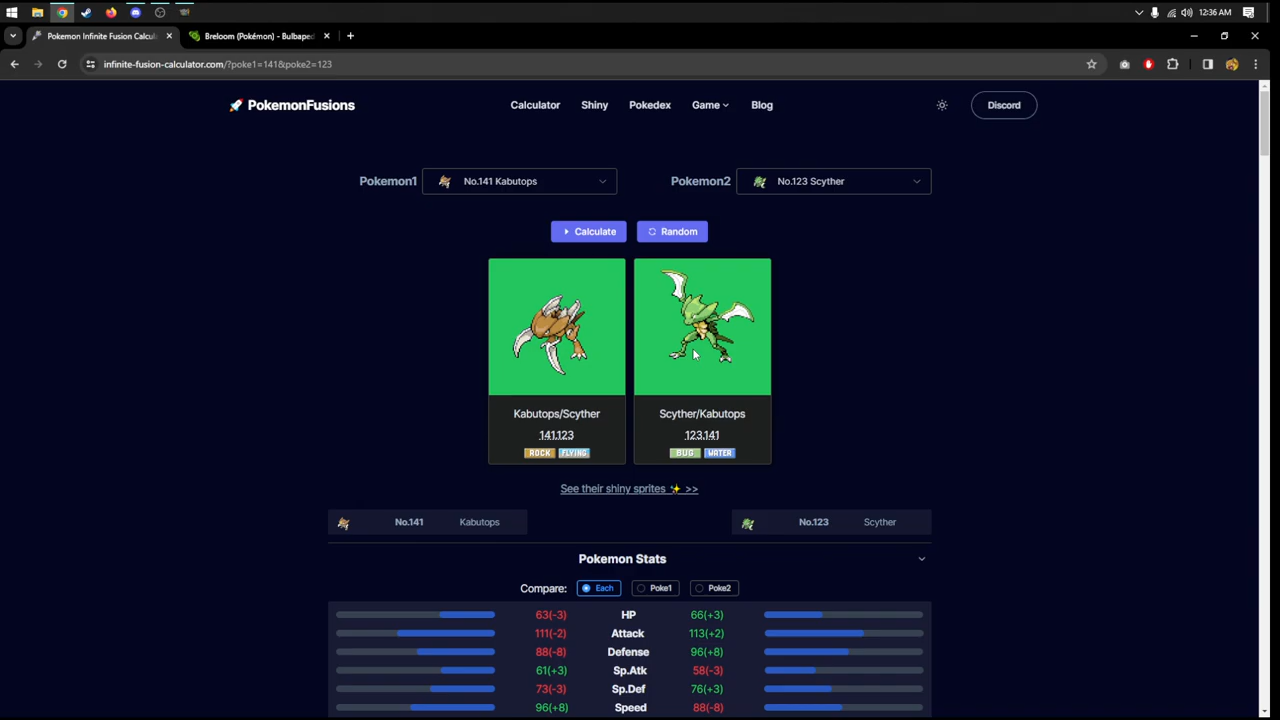 12:36 AM
Pokemon Infinite Fusion Calcula
Breloom (Pokémon) - Bulbaped
infinite-fusion-calculator.com/?poke1=141&poke2=123
PokemonFusions
Calculator
Shiny
Pokedex
Game
Blog
Discord
Pokemon1
No.141 Kabutops
Pokemon2
No.123 Scyther
Calculate
Random
Kabutops/Scyther
Scyther/Kabutops
141.123
123.141
ROCK FLYING
BUG WATER
See their shiny sprites ✨ >>
No.141 Kabutops
No.123 Scyther
Pokemon Stats
Compare: Each Poke1 Poke2
63(-3) HP 66(+3)
111(-2) Attack 113(+2)
88(-8) Defense 96(+8)
61(+3) Sp.Atk 58(-3)
73(-3) Sp.Def 76(+3)
96(+8) Speed 88(-8)